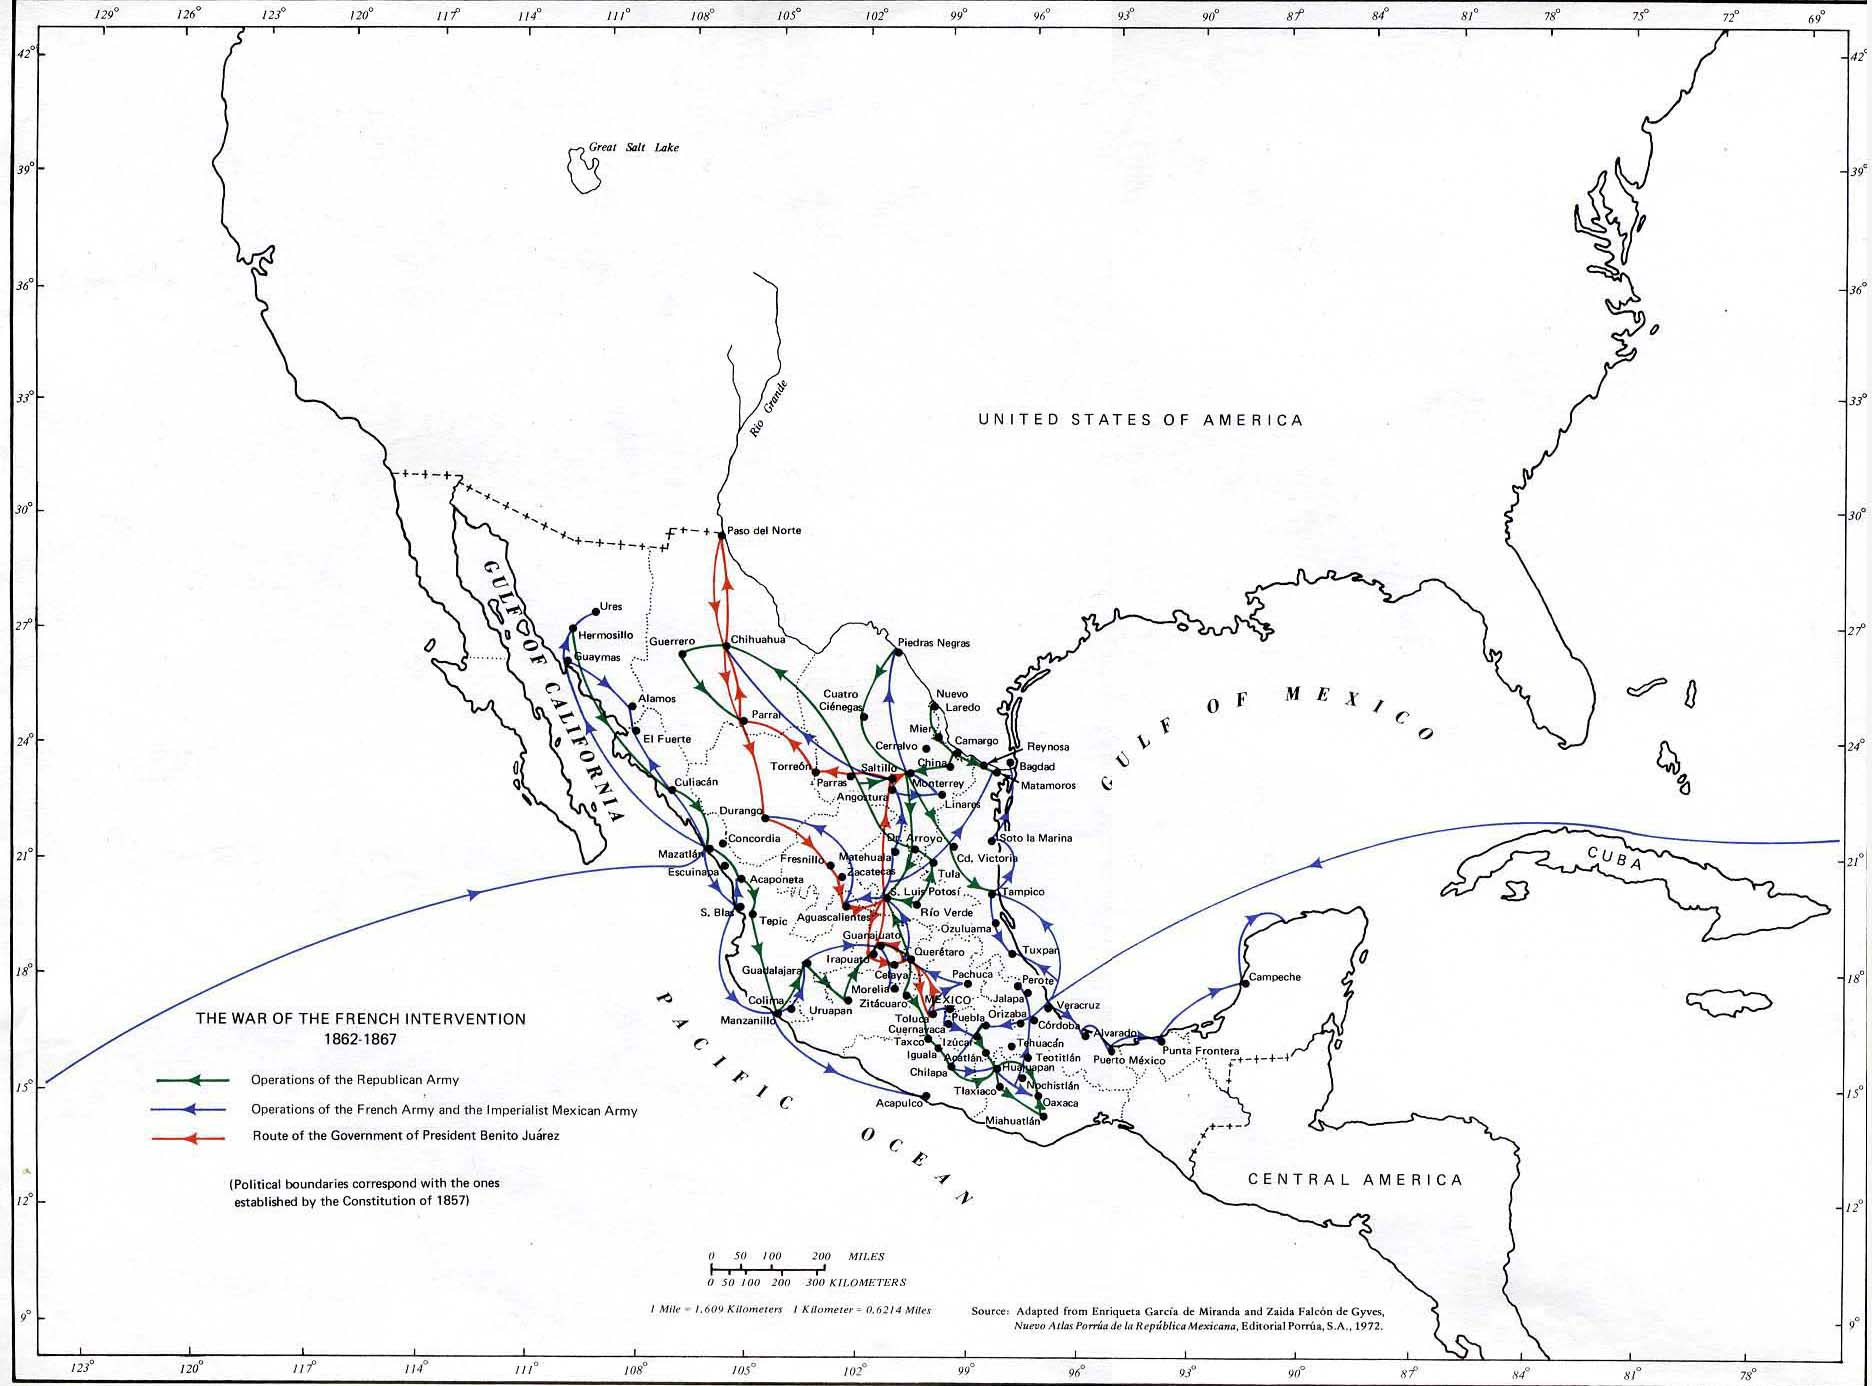 129° 126° 123° 120° 117° 114° 111° 108° 105° 102° 99° 96° 93° 90° 87° 84° 81° 78° 75° 72° 69°
42° 42°
Great Salt Lake
39° 39°
36° 36°
Rio Grande
33° 33°
UNITED STATES OF AMERICA
30° 30°
Paso del Norte
GULF OF CALIFORNIA
Ures
27° 27°
Hermosillo
Guerrero
Chihuahua
Piedras Negras
Guaymas
Alamos
Cuatro
Ciénegas
Nuevo
Laredo
GULF OF MEXICO
Parral
Mier
El Fuerte
Camargo
24° 24°
Cerralvo
Reynosa
Torreón
Saltillo
China
Bagdad
Culiacán
Parras
Monterrey
Matamoros
Angostura
Linares
Durango
Concordia
Dr. Arroyo
Soto la Marina
Mazatlán
Fresnillo
Matehuala
Cd. Victoria
21° 21°
CUBA
Escuinapa
Acaponeta
Zacatecas
Tula
S. Luis Potosí
Tampico
S. Blas
Tepic
Aguascalientes
Río Verde
Ozuluama
Guanajuato
Querétaro
Tuxpan
Irapuato
18° 18°
Guadalajara
Celaya
Pachuca
Perote
Campeche
Morelia
Colima
Zitácuaro
MEXICO
Jalapa
Veracruz
Manzanillo
Uruapan
Toluca
Puebla
Orizaba
Córdoba
Cuernavaca
Alvarado
Taxco
Izúcar
Tehuacán
Puerto México
Punta Frontera
Iguala
Acatlán
Teotitlán
Chilapa
Huajuapan
Tlaxiaco
Nochistlán
15° 15°
Acapulco
Oaxaca
Miahuatlán
PACIFIC OCEAN
THE WAR OF THE FRENCH INTERVENTION
1862-1867
Operations of the Republican Army
Operations of the French Army and the Imperialist Mexican Army
Route of the Government of President Benito Juárez
CENTRAL AMERICA
(Political boundaries correspond with the ones
established by the Constitution of 1857)
12° 12°
0 50 100 200 MILES
0 50 100 200 300 KILOMETERS
1 Mile = 1.609 Kilometers 1 Kilometer = 0.6214 Miles
Source: Adapted from Enriqueta García de Miranda and Zaida Falcón de Gyves,
Nuevo Atlas Porrúa de la República Mexicana, Editorial Porrúa, S.A., 1972.
9° 9°
123° 120° 117° 114° 111° 108° 105° 102° 99° 96° 93° 90° 87° 84° 81° 78°